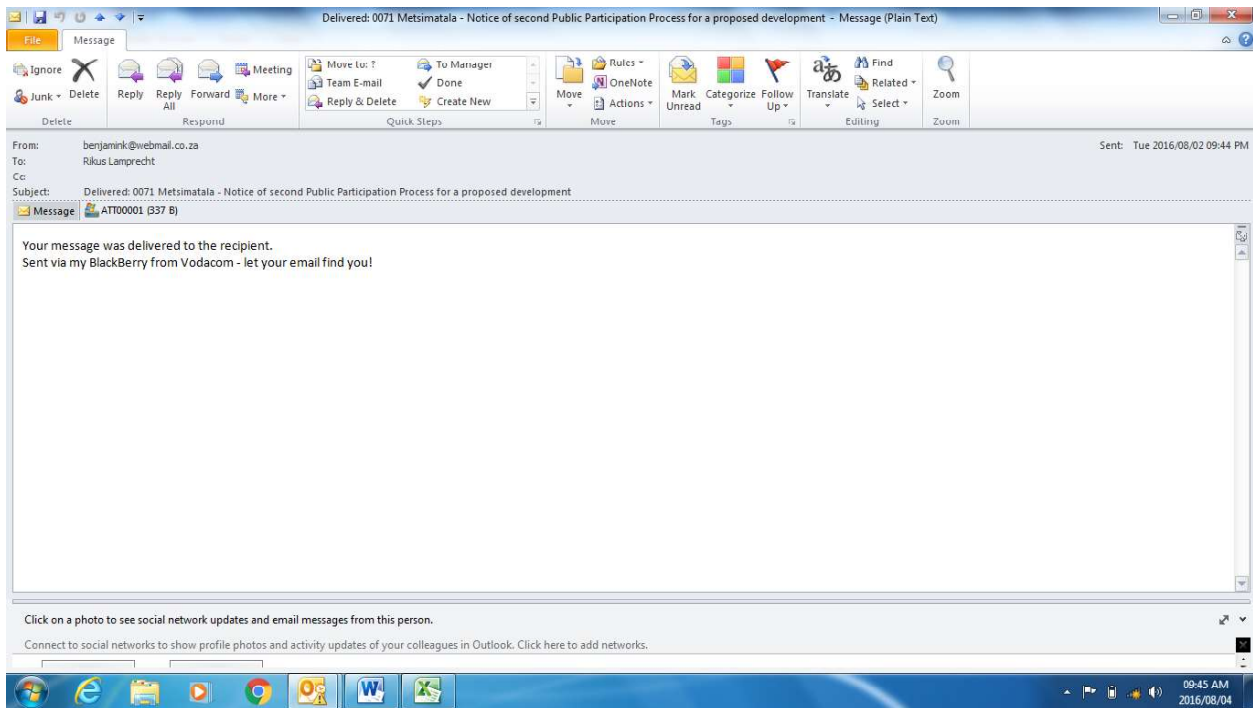 Delivered: 0071 Metsimatala - Notice of second Public Participation Process for a proposed development - Message (Plain Text)
File Message
Ignore
Junk
Delete
Reply
Reply All
Forward
Meeting
More
Move to: ?
Team E-mail
Reply & Delete
To Manager
Done
Create New
Move
Rules
OneNote
Actions
Mark Unread
Categorize
Follow Up
Translate
Find
Related
Select
Zoom
Delete Respond Quick Steps Move Tags Editing Zoom
From: benjamink@webmail.co.za Sent: Tue 2016/08/02 09:44 PM
To: Rikus Lamprecht
Cc:
Subject: Delivered: 0071 Metsimatala - Notice of second Public Participation Process for a proposed development
Message ATT00001 (337 B)
Your message was delivered to the recipient.
Sent via my BlackBerry from Vodacom - let your email find you!
Click on a photo to see social network updates and email messages from this person.
Connect to social networks to show profile photos and activity updates of your colleagues in Outlook. Click here to add networks.
09:45 AM
2016/08/04